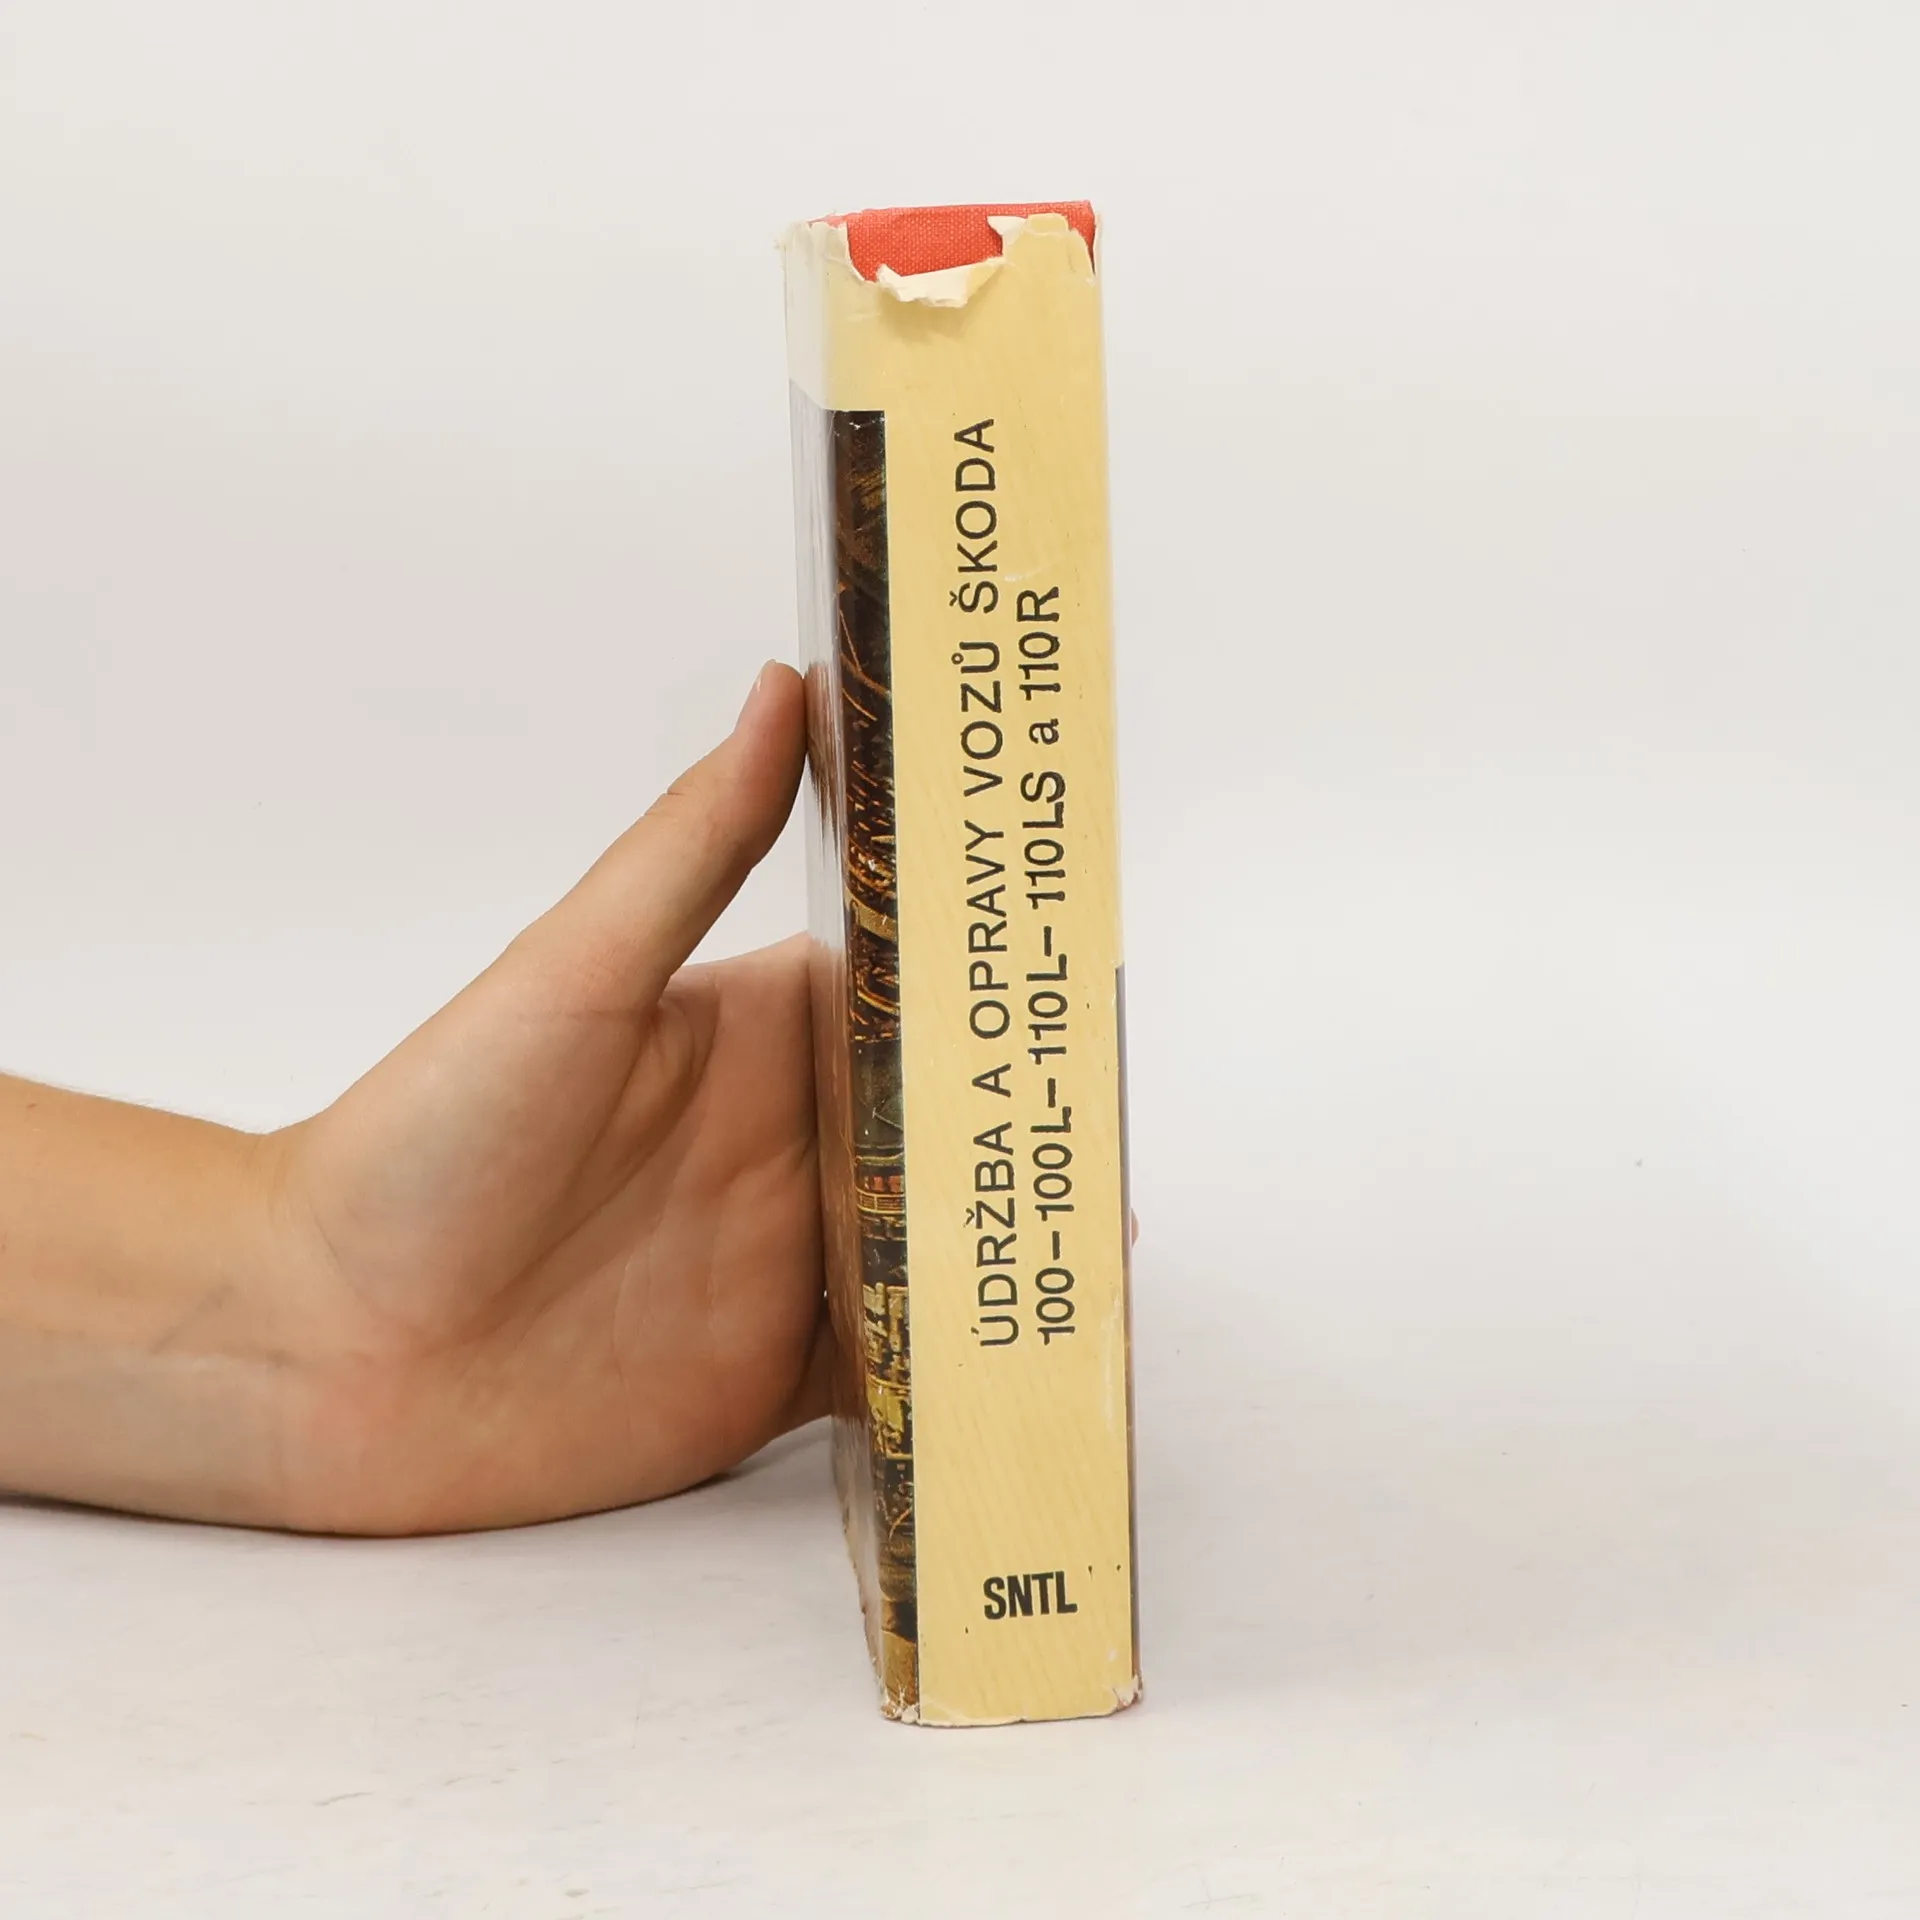 ÚDRŽBA A OPRAVY VOZŮ ŠKODA
100-100L-110L-110LS a 110R
SNTL